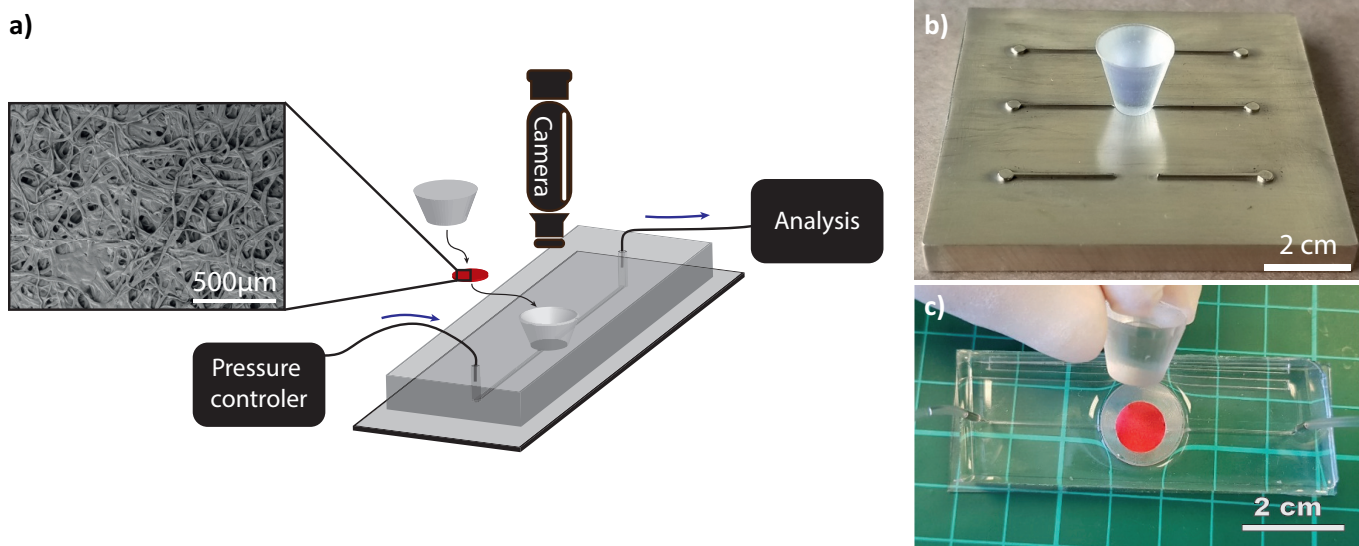 a)
500μm
Camera
Analysis
Pressure
controler
b)
2 cm
c)
2 cm